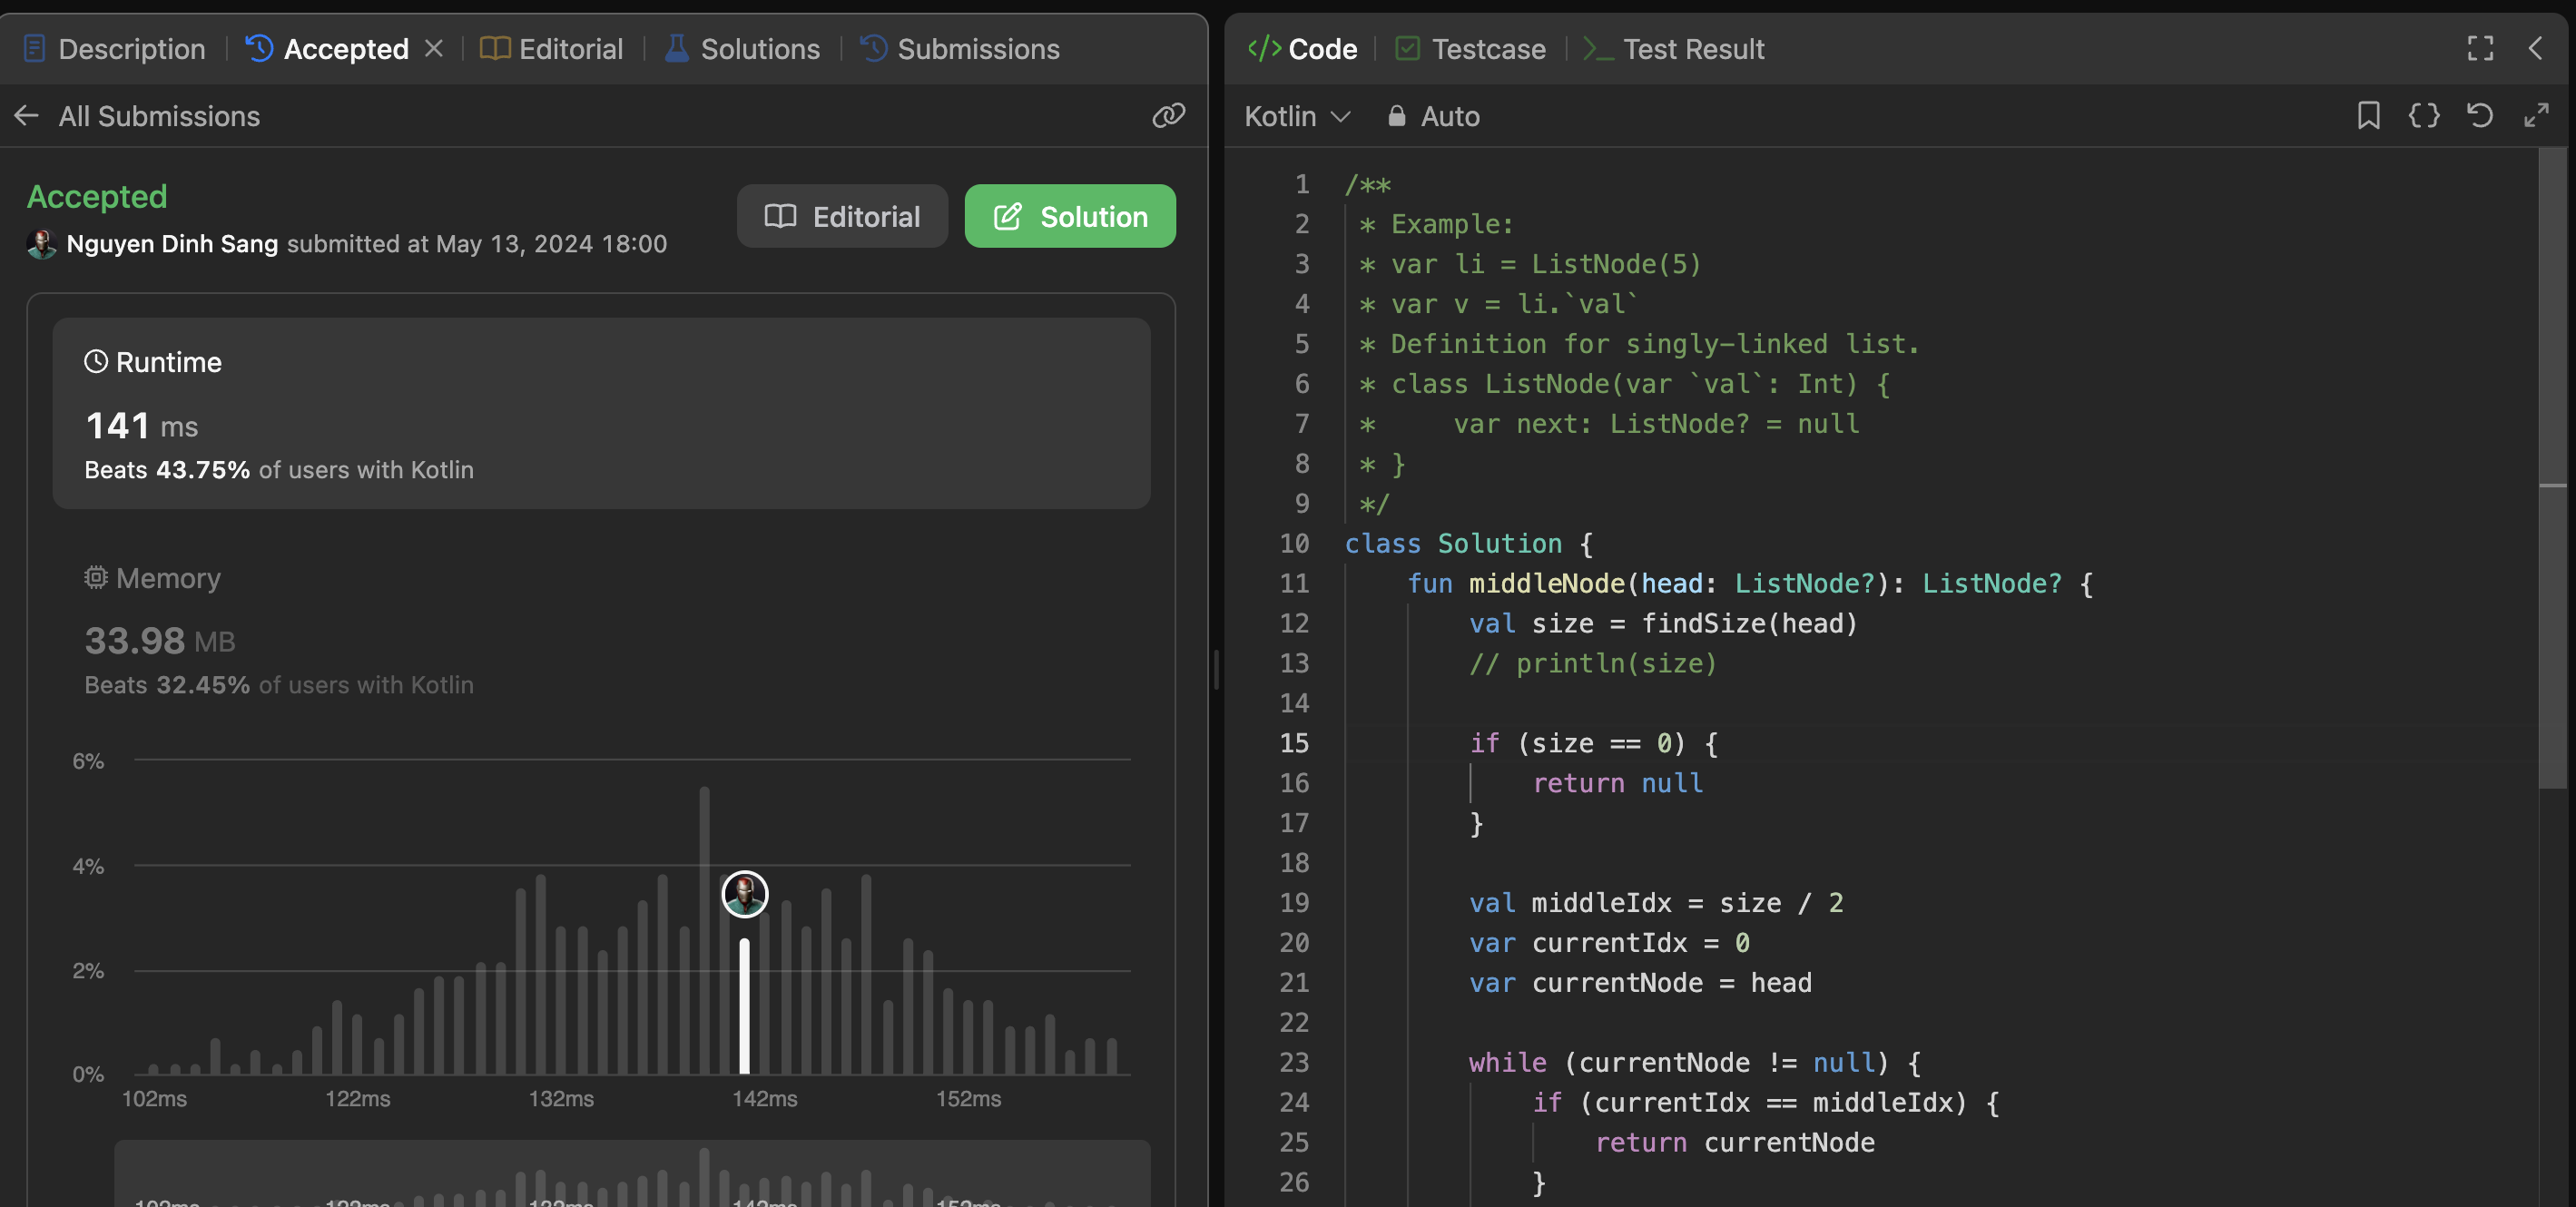 Description
Accepted
Editorial
Solutions
Submissions
All Submissions
Accepted
Nguyen Dinh Sang submitted at May 13, 2024 18:00
Editorial
Solution
Runtime
141 ms
Beats 43.75% of users with Kotlin
Memory
33.98 MB
Beats 32.45% of users with Kotlin
6%
4%
2%
0%
102ms 122ms 132ms 142ms 152ms
102ms 122ms 132ms 142ms 152ms
Code
Testcase
Test Result
Kotlin
Auto
1 /**
2  * Example:
3  * var li = ListNode(5)
4  * var v = li.`val`
5  * Definition for singly-linked list.
6  * class ListNode(var `val`: Int) {
7  *     var next: ListNode? = null
8  * }
9  */
10 class Solution {
11     fun middleNode(head: ListNode?): ListNode? {
12         val size = findSize(head)
13         // println(size)
14
15         if (size == 0) {
16             return null
17         }
18
19         val middleIdx = size / 2
20         var currentIdx = 0
21         var currentNode = head
22
23         while (currentNode != null) {
24             if (currentIdx == middleIdx) {
25                 return currentNode
26             }